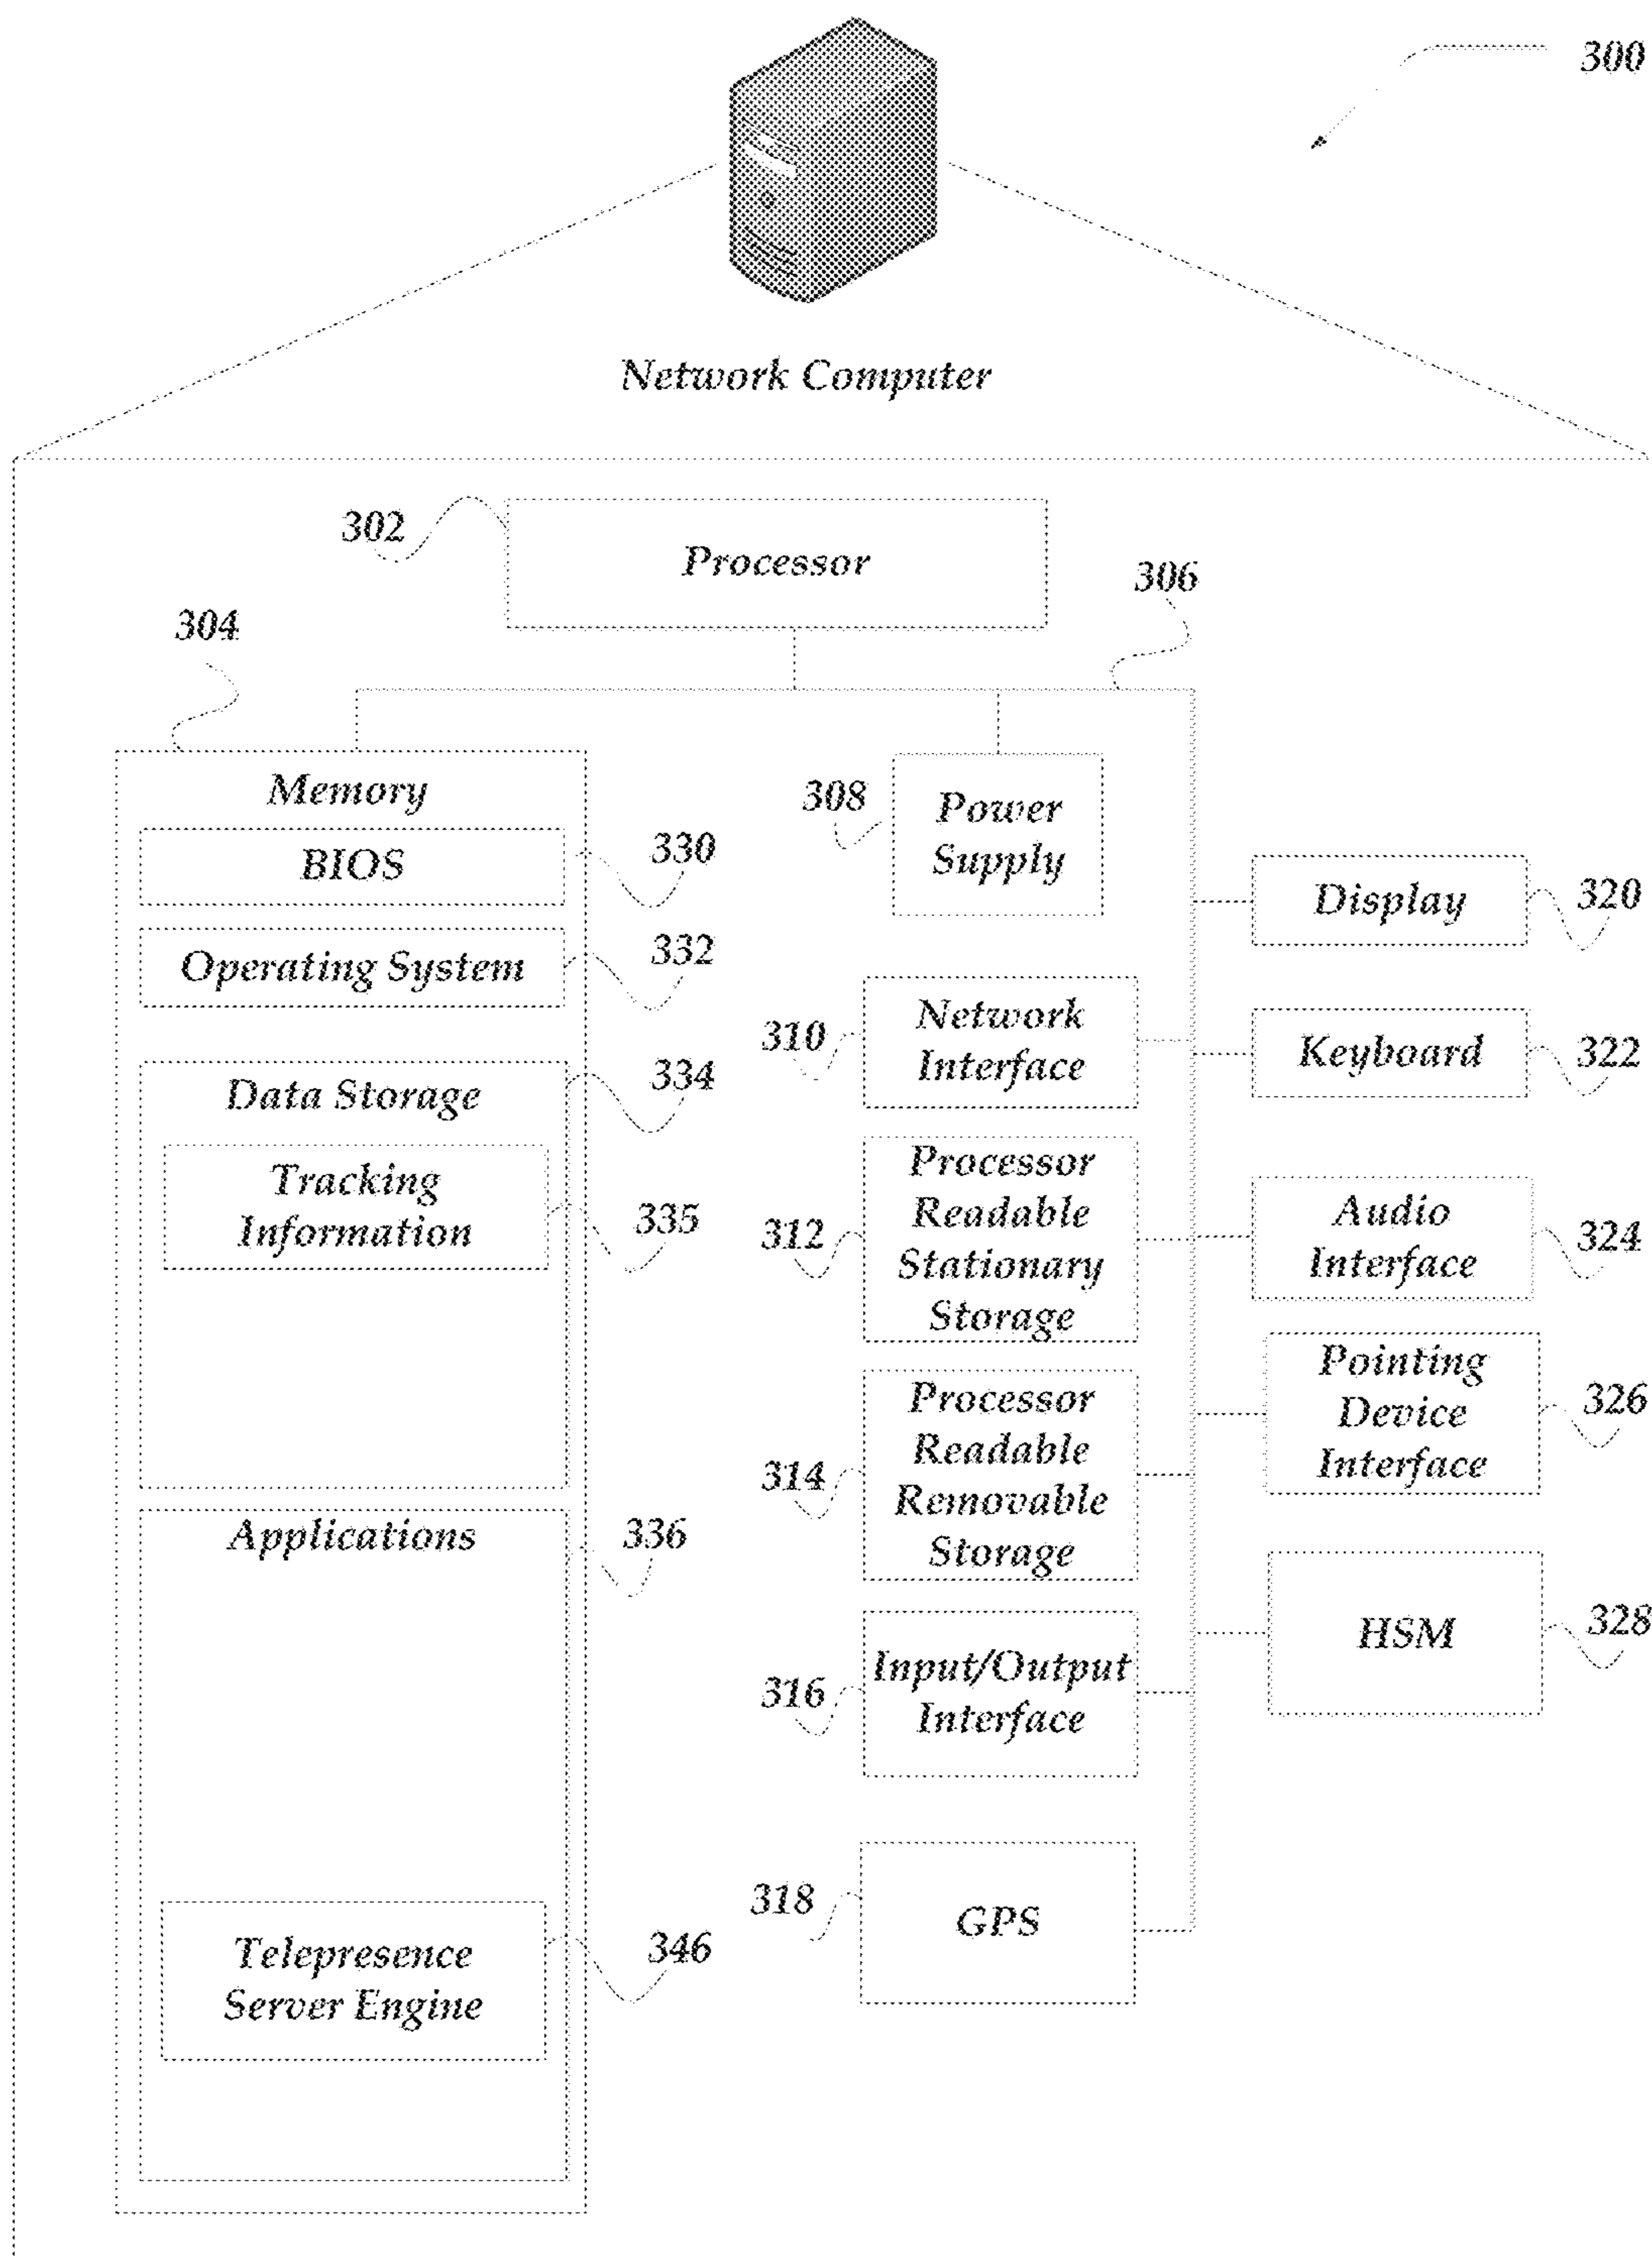 300
Network Computer
302
Processor
306
304
Memory
BIOS
330
Operating System
332
Data Storage
334
Tracking
Information
335
Applications
336
Telepresence
Server Engine
346
308
Power
Supply
310
Network
Interface
312
Processor
Readable
Stationary
Storage
314
Processor
Readable
Removable
Storage
316
Input/Output
Interface
318
GPS
Display
320
Keyboard
322
Audio
Interface
324
Pointing
Device
Interface
326
HSM
328